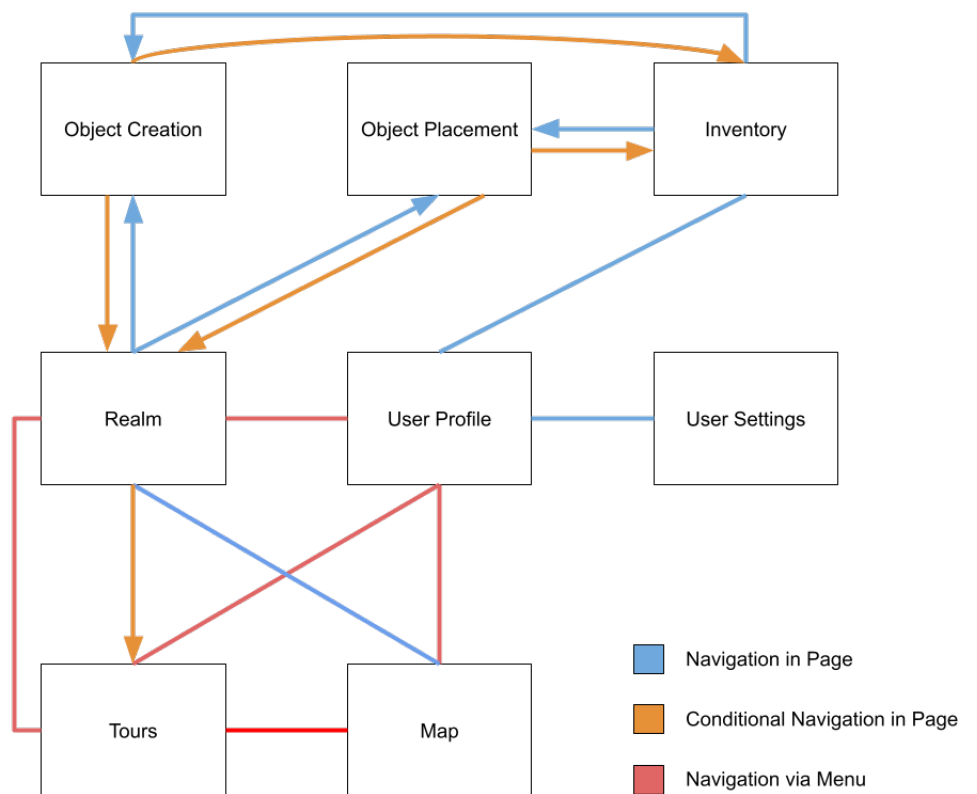 Object Creation
Object Placement
Inventory
Realm
User Profile
User Settings
Tours
Map
Navigation in Page
Conditional Navigation in Page
Navigation via Menu